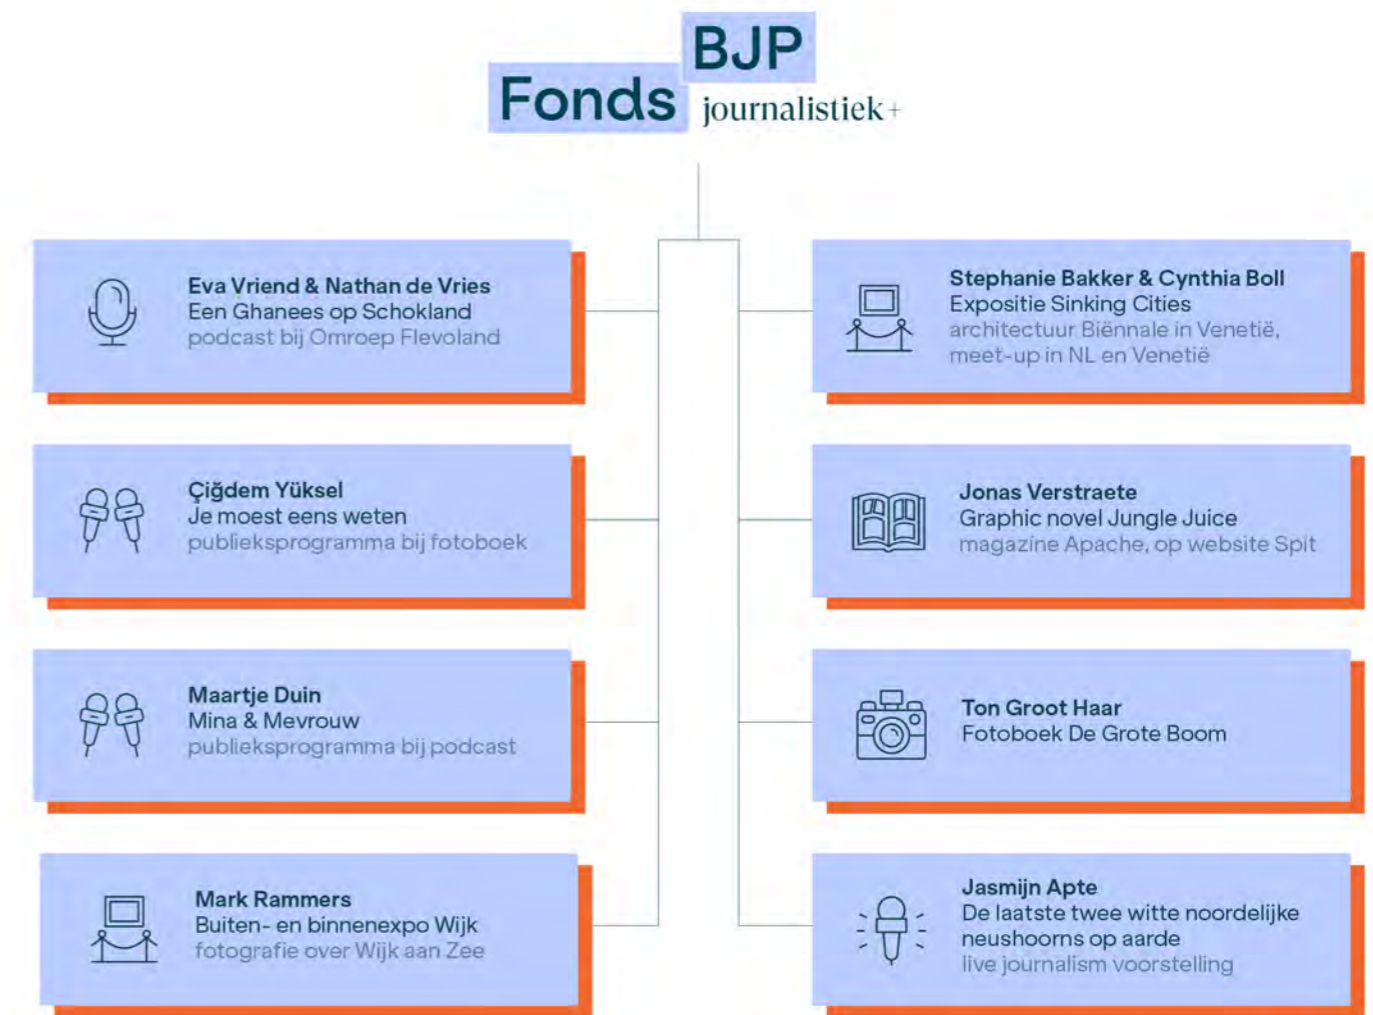 BJP
Fonds
journalistiek+
Eva Vriend & Nathan de Vries
Een Ghanees op Schokland
podcast bij Omroep Flevoland
Çiğdem Yüksel
Je moest eens weten
publieksprogramma bij fotoboek
Maartje Duin
Mina & Mevrouw
publieksprogramma bij podcast
Mark Rammers
Buiten- en binnenexpo Wijk
fotografie over Wijk aan Zee
Stephanie Bakker & Cynthia Boll
Expositie Sinking Cities
architectuur Biënnale in Venetië,
meet-up in NL en Venetië
Jonas Verstraete
Graphic novel Jungle Juice
magazine Apache, op website Spit
Ton Groot Haar
Fotoboek De Grote Boom
Jasmijn Apte
De laatste twee witte noordelijke
neushoorns op aarde
live journalism voorstelling